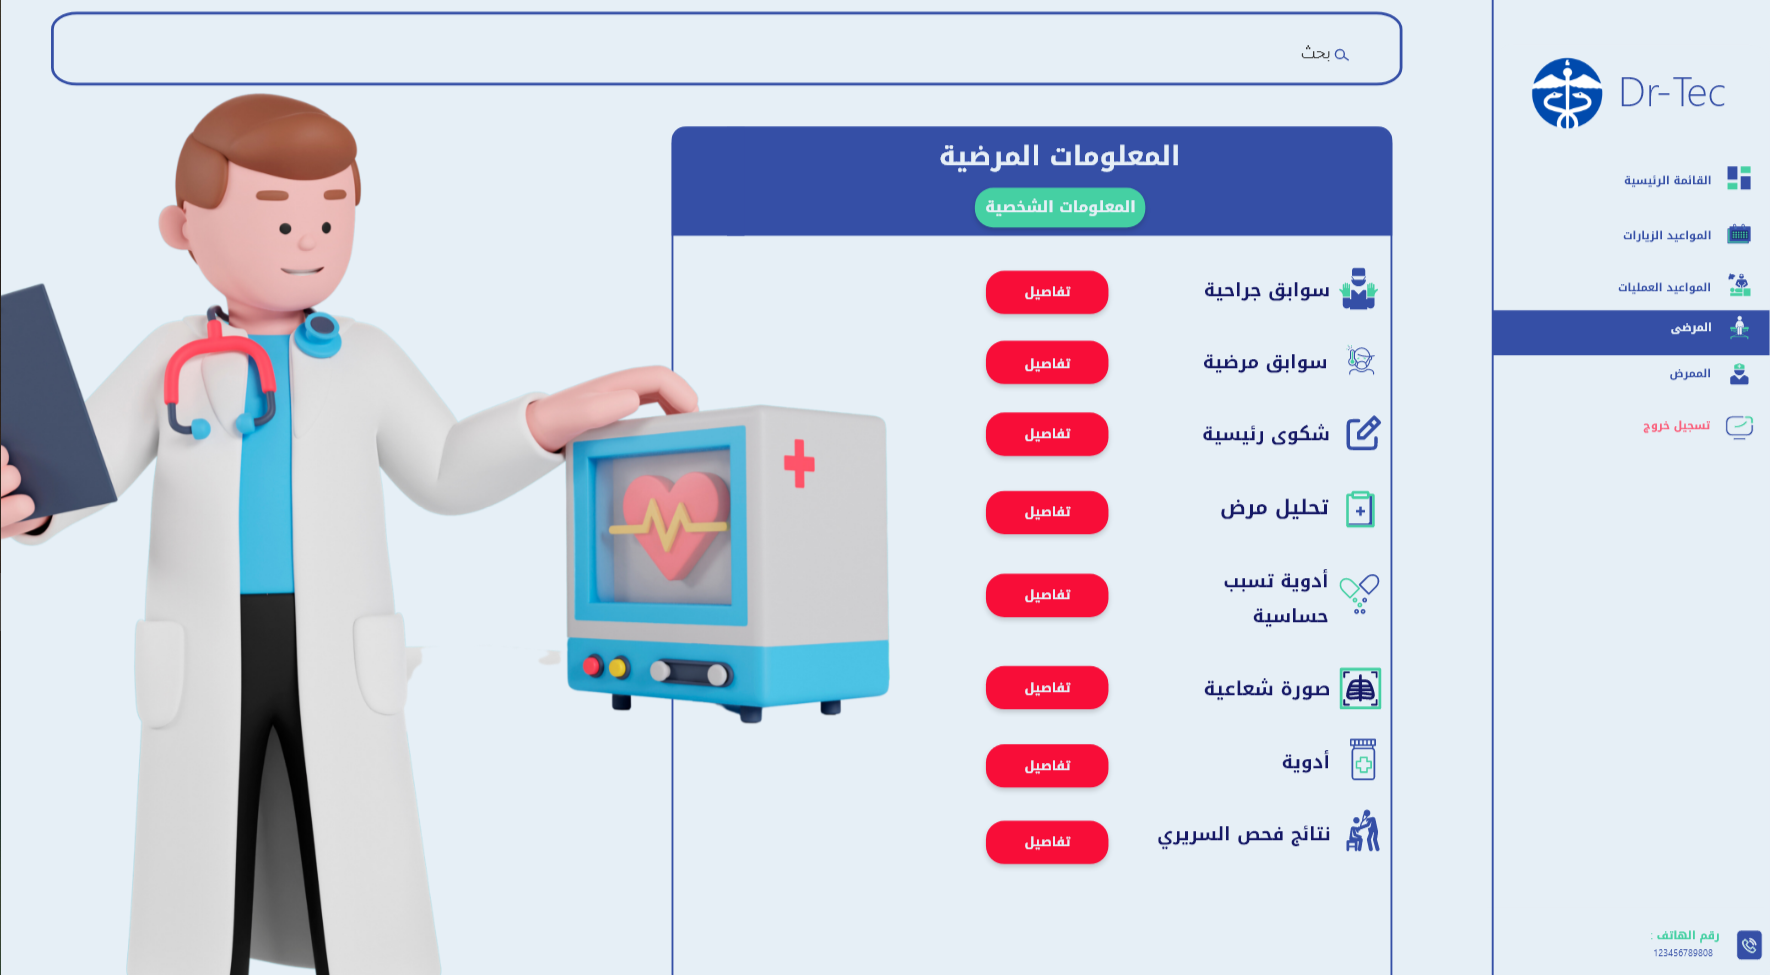 Dr-Tec
القائمة الرئيسية
المواعيد الزيارات
المواعيد العمليات
المرضى
الممرض
تسجيل خروج
رقم الهاتف :
123456789808
بحث
المعلومات المرضية
المعلومات الشخصية
سوابق جراحية
تفاصيل
سوابق مرضية
تفاصيل
شكوى رئيسية
تفاصيل
تحليل مرض
تفاصيل
أدوية تسبب
حساسية
تفاصيل
صورة شعاعية
تفاصيل
أدوية
تفاصيل
نتائج فحص السريري
تفاصيل